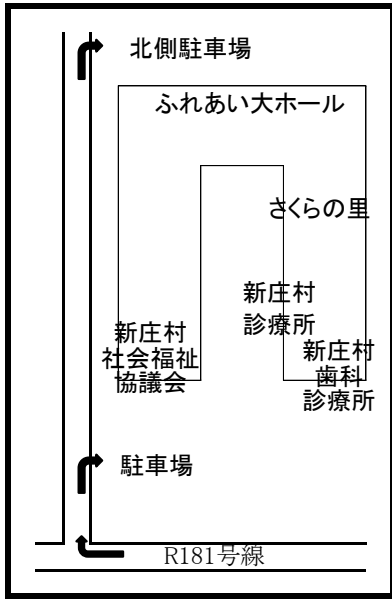 北側駐車場
ふれあい大ホール
さくらの里
新庄村
診療所
新庄村
社会福祉
協議会
新庄村
歯科
診療所
駐車場
R181号線